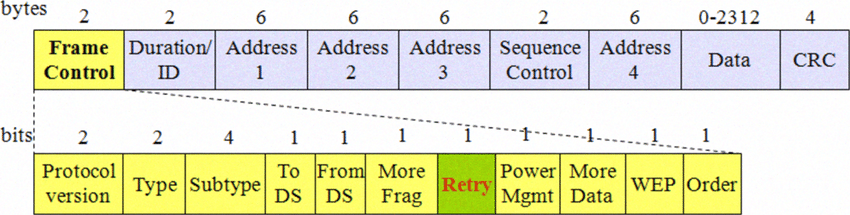 bytes 2 2 6 6 6 2 6 0-2312 4
Frame Duration/ Address Address Address Sequence Address Data CRC
Control ID 1 2 3 Control 4
bits 2 2 4 1 1 1 1 1 1 1 1
Protocol Type Subtype To From More Retry Power More WEP Order
version DS DS Frag Mgmt Data